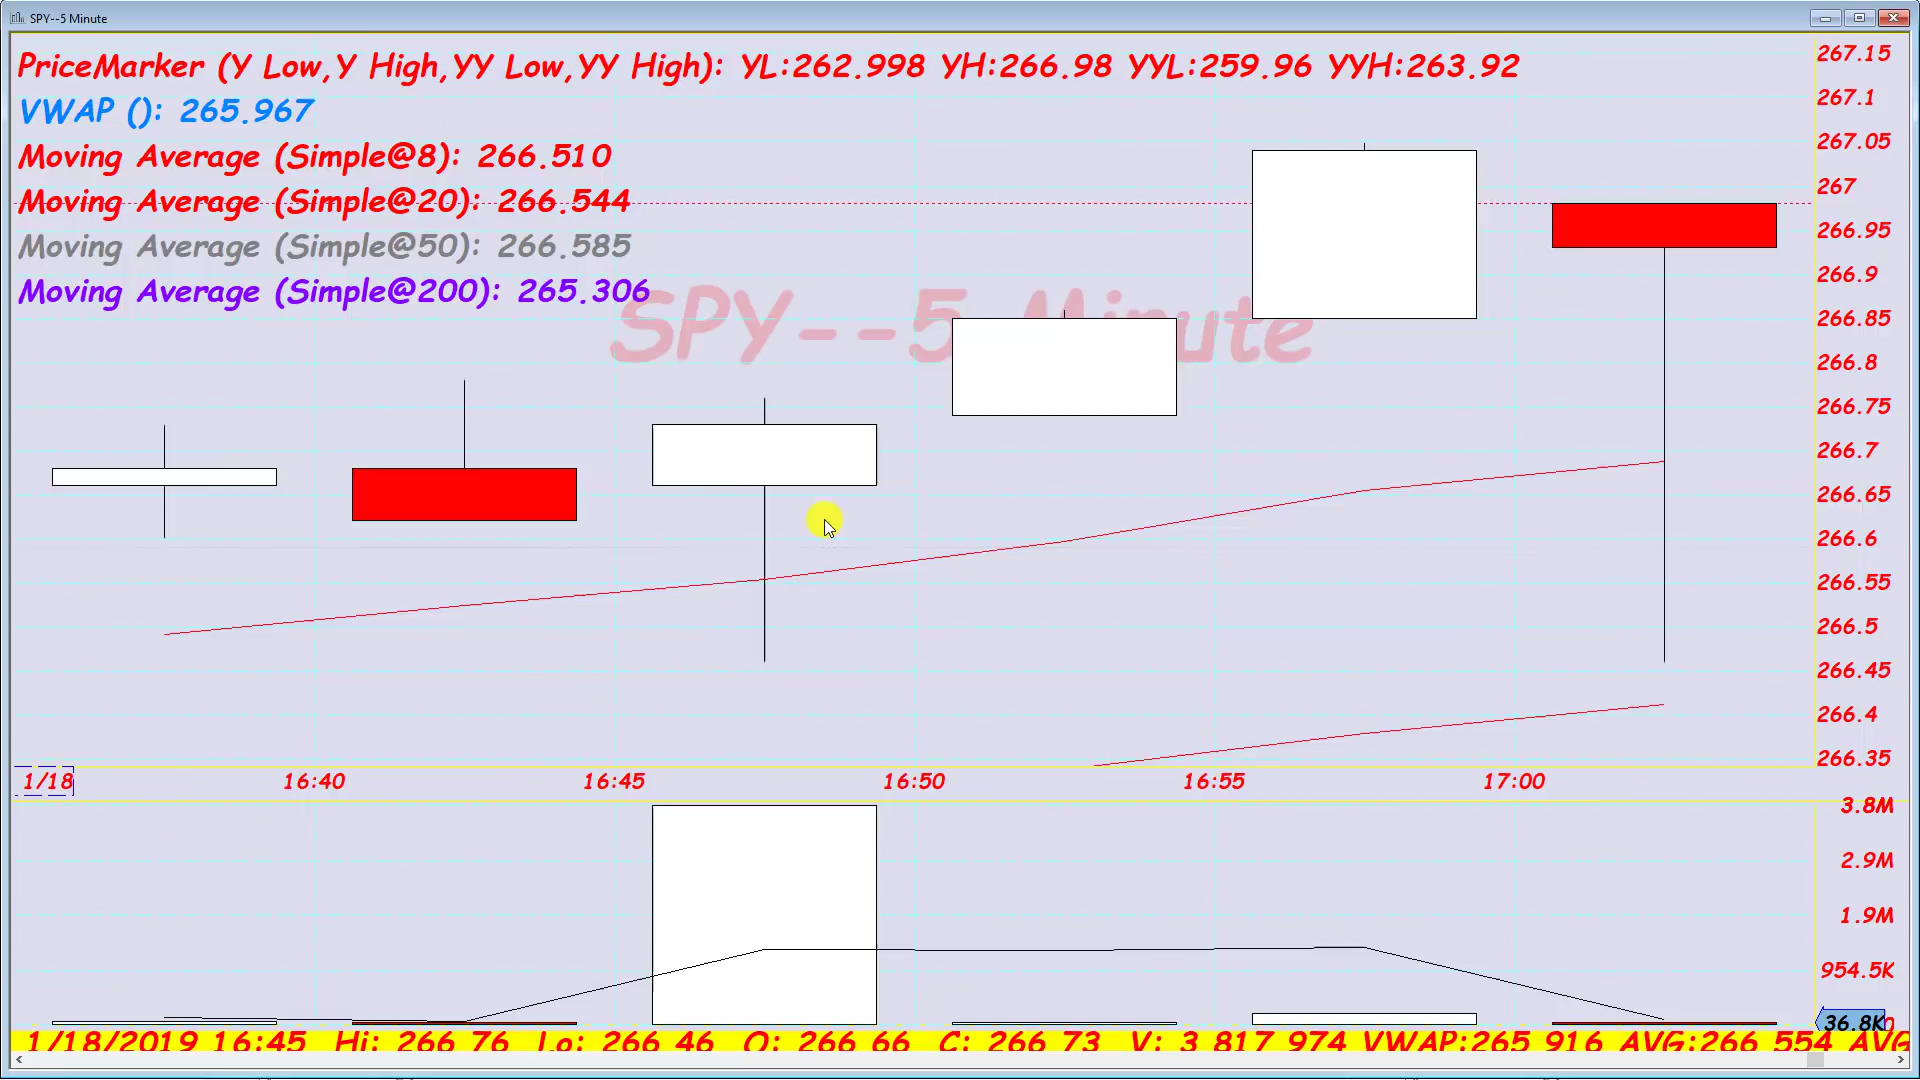 SPY--5 Minute
PriceMarker (Y Low,Y High,YY Low,YY High): YL:262.998 YH:266.98 YYL:259.96 YYH:263.92
VWAP (): 265.967
Moving Average (Simple@8): 266.510
Moving Average (Simple@20): 266.544
Moving Average (Simple@50): 266.585
Moving Average (Simple@200): 265.306
SPY--5 Minute
267.15
267.1
267.05
267
266.95
266.9
266.85
266.8
266.75
266.7
266.65
266.6
266.55
266.5
266.45
266.4
266.35
1/18 16:40 16:45 16:50 16:55 17:00
3.8M
2.9M
1.9M
954.5K
36.8K
1/18/2019 16:45 Hi: 266 76 Lo: 266 46 O: 266 66 C: 266 73 V: 3 817 974 VWAP:265 916 AVG:266 554 AVG